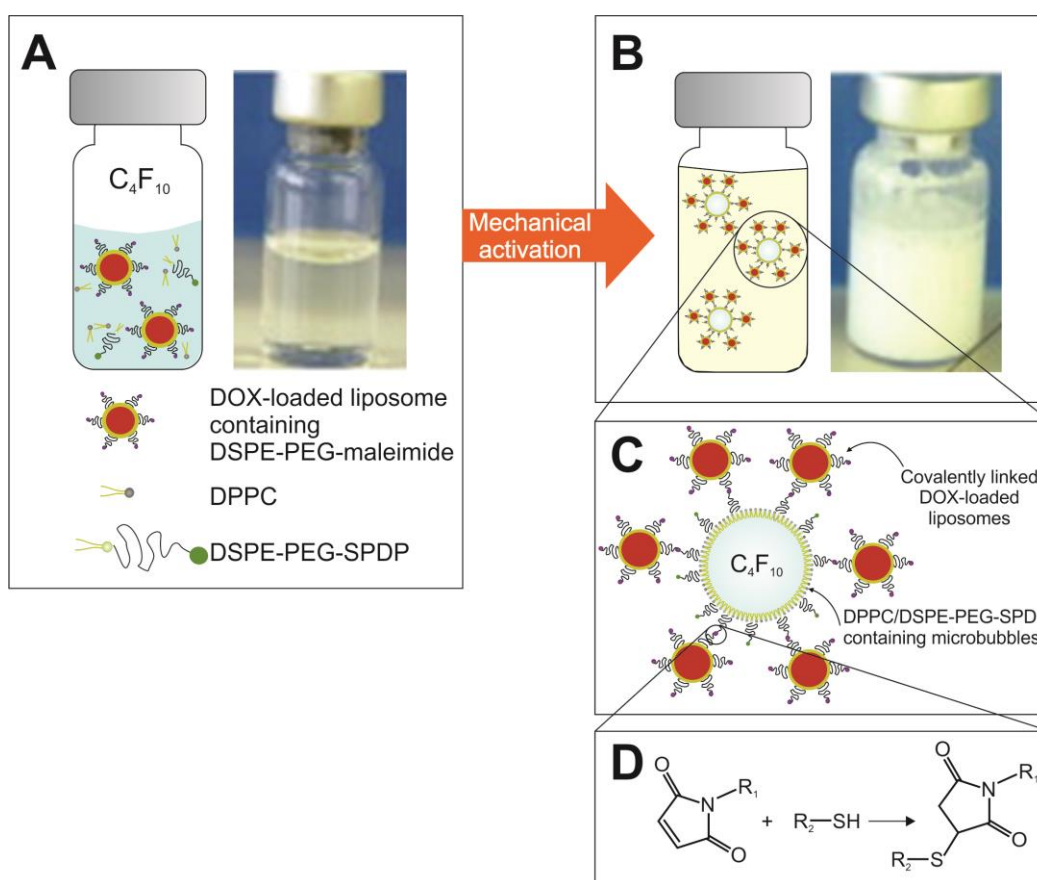 A
C₄F₁₀
DOX-loaded liposome
containing
DSPE-PEG-maleimide
DPPC
DSPE-PEG-SPDP
Mechanical
activation
B
C
Covalently linked
DOX-loaded
liposomes
C₄F₁₀
DPPC/DSPE-PEG-SPD
containing microbubbles
D
O
N
R₁
O
+
R₂
SH
O
N
R₁
O
R₂
S